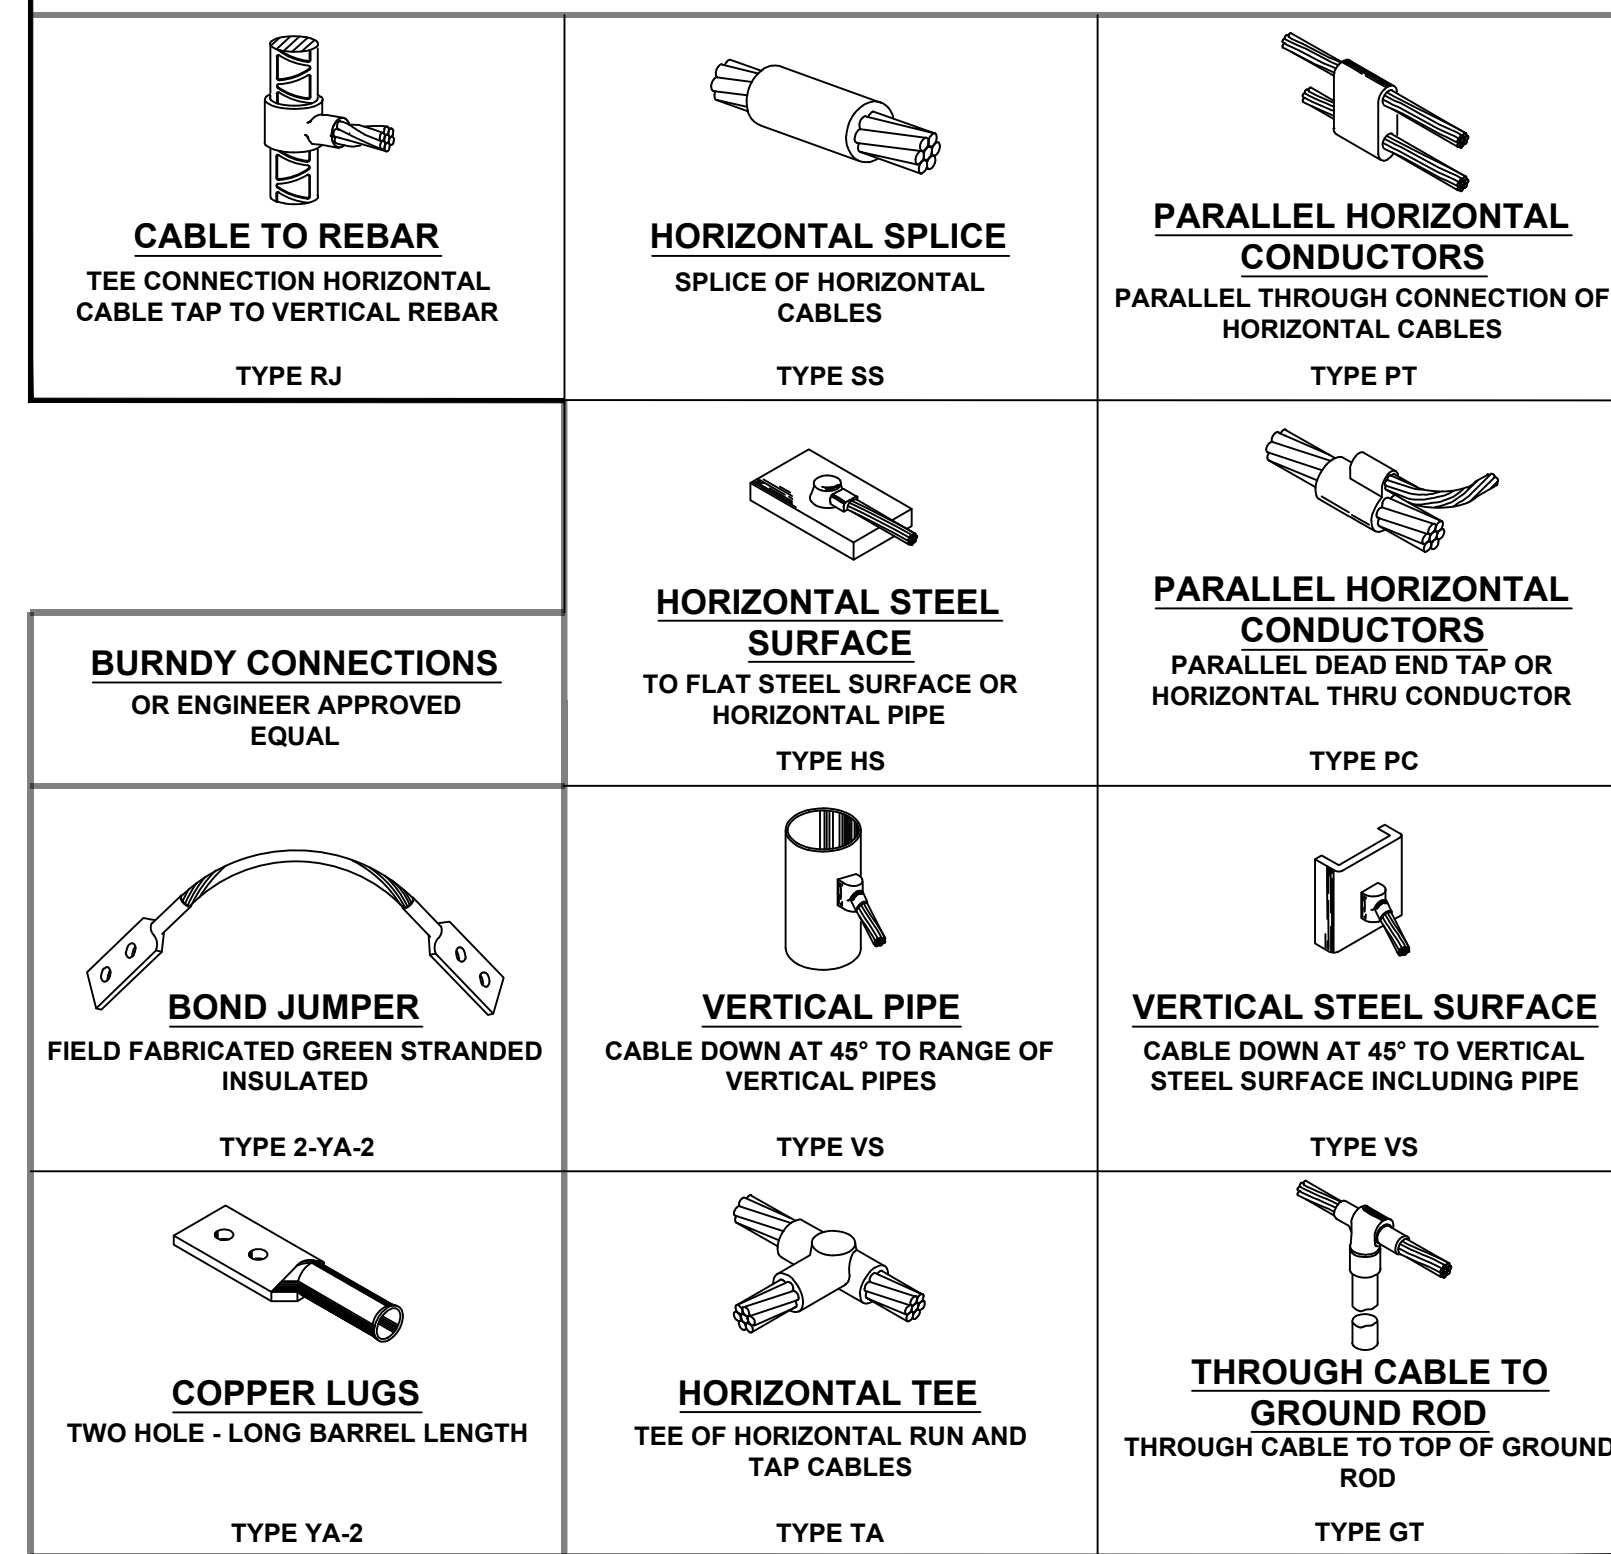 CABLE TO REBAR
TEE CONNECTION HORIZONTAL
CABLE TAP TO VERTICAL REBAR
TYPE RJ
HORIZONTAL SPLICE
SPLICE OF HORIZONTAL
CABLES
TYPE SS
PARALLEL HORIZONTAL
CONDUCTORS
PARALLEL THROUGH CONNECTION OF
HORIZONTAL CABLES
TYPE PT
HORIZONTAL STEEL
SURFACE
TO FLAT STEEL SURFACE OR
HORIZONTAL PIPE
TYPE HS
PARALLEL HORIZONTAL
CONDUCTORS
PARALLEL DEAD END TAP OR
HORIZONTAL THRU CONDUCTOR
TYPE PC
BURNDY CONNECTIONS
OR ENGINEER APPROVED
EQUAL
BOND JUMPER
FIELD FABRICATED GREEN STRANDED
INSULATED
TYPE 2-YA-2
VERTICAL PIPE
CABLE DOWN AT 45° TO RANGE OF
VERTICAL PIPES
TYPE VS
VERTICAL STEEL SURFACE
CABLE DOWN AT 45° TO VERTICAL
STEEL SURFACE INCLUDING PIPE
TYPE VS
COPPER LUGS
TWO HOLE - LONG BARREL LENGTH
TYPE YA-2
HORIZONTAL TEE
TEE OF HORIZONTAL RUN AND
TAP CABLES
TYPE TA
THROUGH CABLE TO
GROUND ROD
THROUGH CABLE TO TOP OF GROUND
ROD
TYPE GT